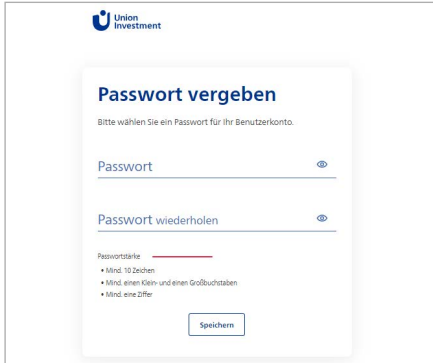 Union
Investment
Passwort vergeben
Bitte wählen Sie ein Passwort für Ihr Benutzerkonto.
Passwort
Passwort wiederholen
Passwortstärke
• Mind. 10 Zeichen
• Mind. einen Klein- und einen Großbuchstaben
• Mind. eine Ziffer
Speichern